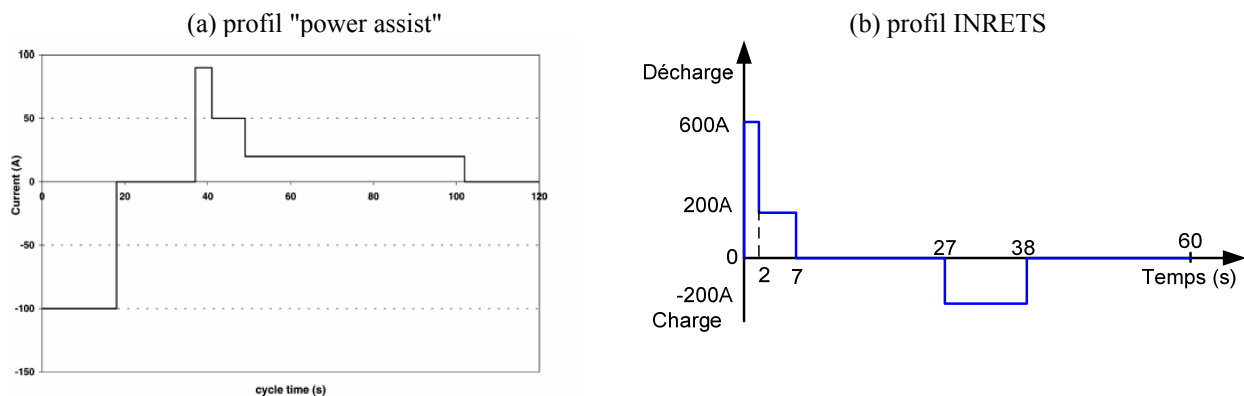 (a) profil "power assist"
100
50
0
-50
-100
-150
Current (A)
0
20
40
60
80
100
120
cycle time (s)
(b) profil INRETS
Décharge
600A
200A
0
-200A
Charge
2
7
27
38
60
Temps (s)